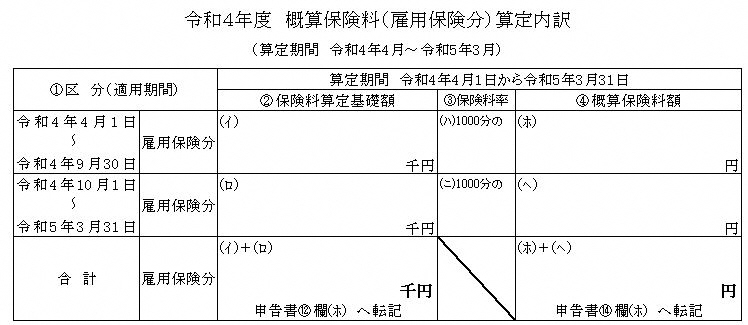 令和４年度　概算保険料（雇用保険分）算定内訳
（算定期間　令和４年４月～令和５年３月）
①区　分（適用期間）
算定期間　令和４年４月１日から令和５年３月３１日
②保険料算定基礎額
③保険料率
④概算保険料額
令和４年４月１日
～
令和４年９月30日
雇用保険分
(ｲ)
千円
(ﾊ)1000分の
(ﾎ)
円
令和４年10月１日
～
令和５年３月31日
雇用保険分
(ﾛ)
千円
(ﾆ)1000分の
(ﾍ)
円
合　計
雇用保険分
(ｲ)＋(ﾛ)
千円
申告書⑫欄(ﾎ)　へ転記
(ﾎ)＋(ﾍ)
円
申告書⑭欄(ﾎ)　へ転記